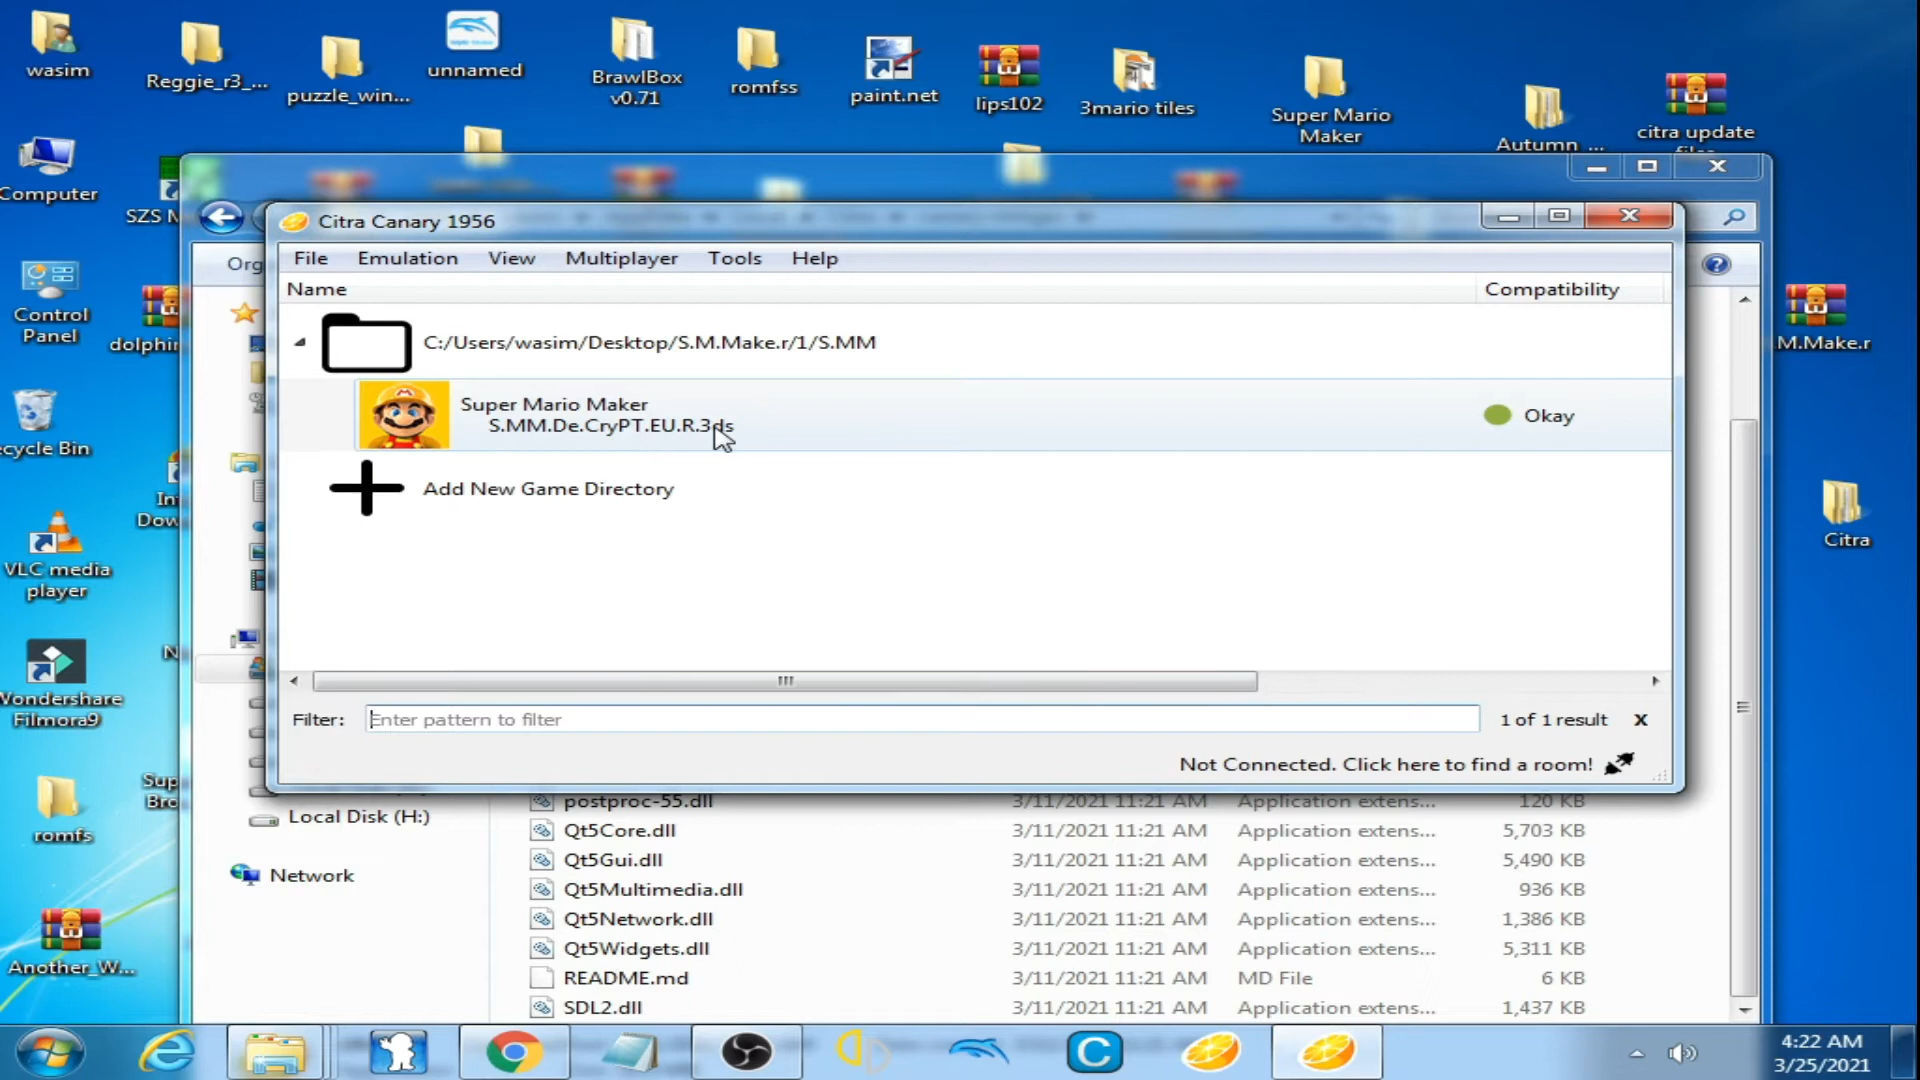 wasim
Reggie_r3_...
puzzle_win...
unnamed
BrawlBox
v0.71
romfss
paint.net
lips102
3mario tiles
Super Mario
Maker
Autumn ...
citra update
Computer
SZS M
Control
Panel
dolphin
Recycle Bin
VLC media
player
Wondershare
Filmora9
romfs
Another_W...
S.M.Make.r
Citra
Org
Citra Canary 1956
File Emulation View Multiplayer Tools Help
Name Compatibility
C:/Users/wasim/Desktop/S.M.Make.r/1/S.MM
Super Mario Maker
S.MM.De.CryPT.EU.R.3ds
Okay
Add New Game Directory
Filter: Enter pattern to filter 1 of 1 result X
Not Connected. Click here to find a room!
Local Disk (H:)
Network
postproc-55.dll 3/11/2021 11:21 AM Application extens... 120 KB
Qt5Core.dll 3/11/2021 11:21 AM Application extens... 5,703 KB
Qt5Gui.dll 3/11/2021 11:21 AM Application extens... 5,490 KB
Qt5Multimedia.dll 3/11/2021 11:21 AM Application extens... 936 KB
Qt5Network.dll 3/11/2021 11:21 AM Application extens... 1,386 KB
Qt5Widgets.dll 3/11/2021 11:21 AM Application extens... 5,311 KB
README.md 3/11/2021 11:21 AM MD File 6 KB
SDL2.dll 3/11/2021 11:21 AM Application extens... 1,437 KB
4:22 AM
3/25/2021